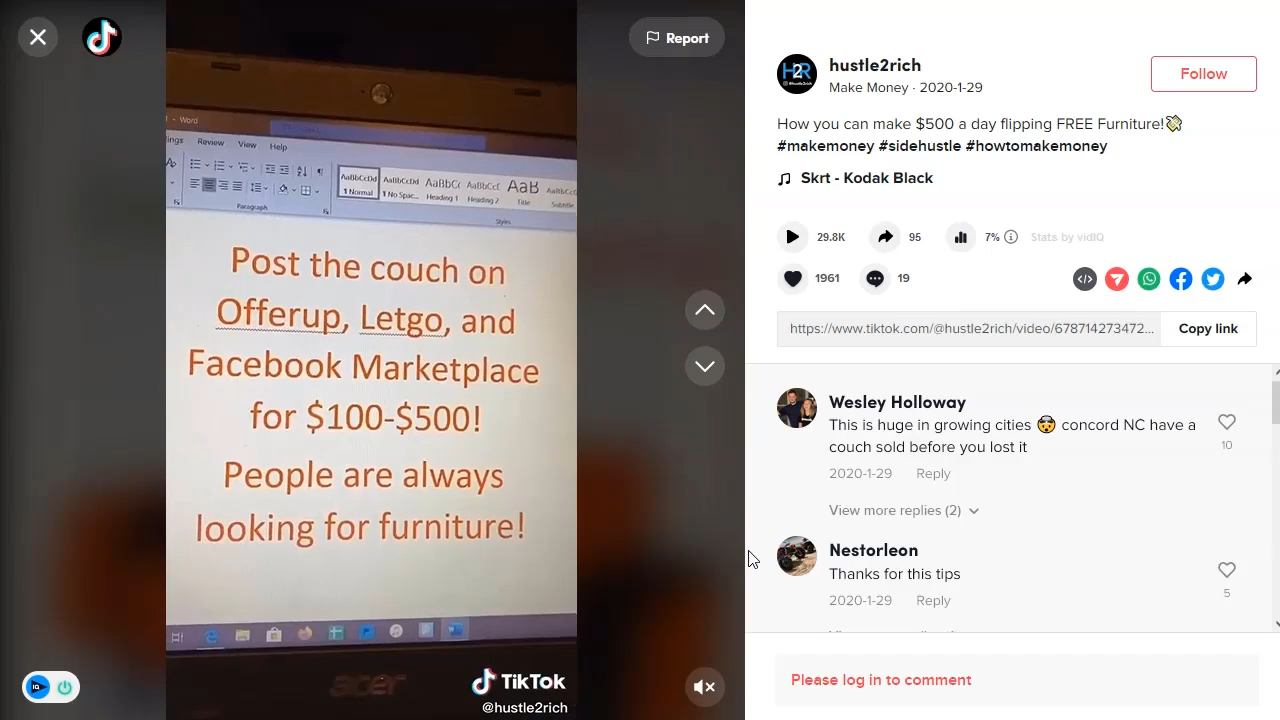 Report
- Word
Review View Help
AaBbCcDd AaBbCcDd AaBbCc AaBbCcC AaB AaBbCcD
¶ Normal ¶ No Spac... Heading 1 Heading 2 Title Subtitle
Paragraph
Styles
Post the couch on
Offerup, Letgo, and
Facebook Marketplace
for $100-$500!
People are always
looking for furniture!
acer
TikTok
@hustle2rich
IQ
H2R
hustle2rich
Make Money · 2020-1-29
Follow
How you can make $500 a day flipping FREE Furniture!
#makemoney #sidehustle #howtomakemoney
Skrt - Kodak Black
29.8K 95 7% Stats by vidIQ
1961 19
https://www.tiktok.com/@hustle2rich/video/678714273472...
Copy link
Wesley Holloway
This is huge in growing cities 🤯 concord NC have a
couch sold before you lost it
10
2020-1-29 Reply
View more replies (2)
Nestorleon
Thanks for this tips
5
2020-1-29 Reply
Please log in to comment